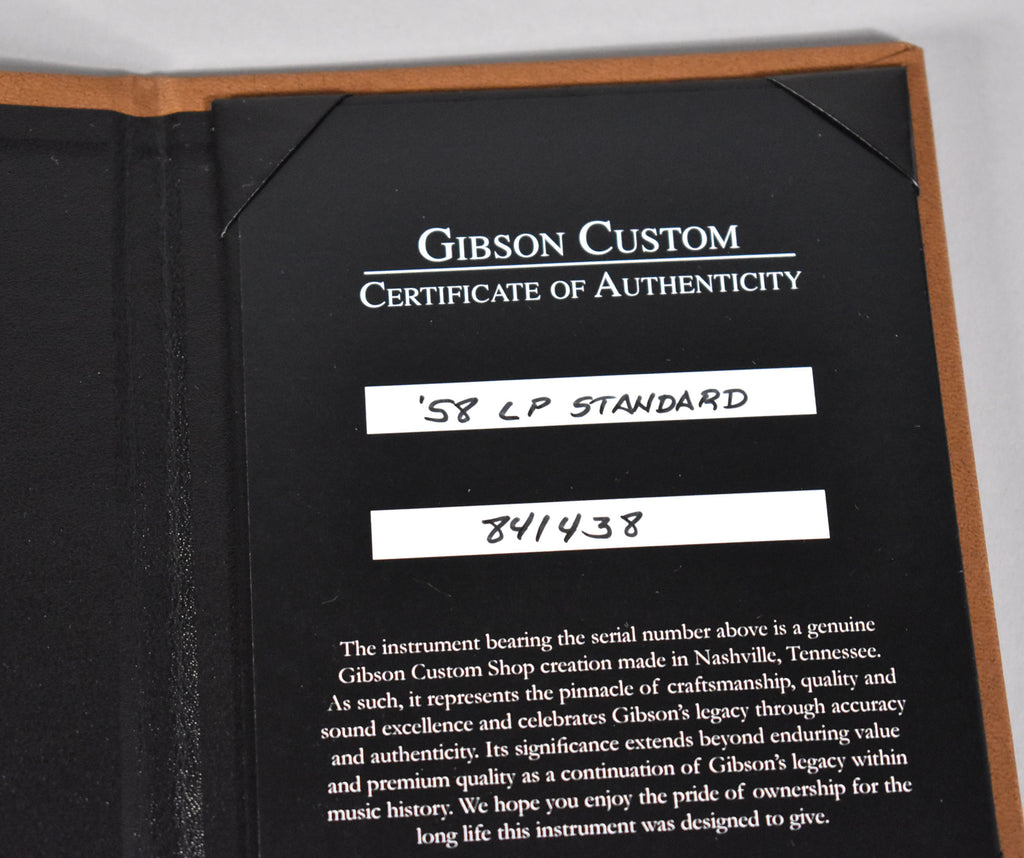 GIBSON CUSTOM
CERTIFICATE OF AUTHENTICITY
'58 LP STANDARD
841438
The instrument bearing the serial number above is a genuine
Gibson Custom Shop creation made in Nashville, Tennessee.
As such, it represents the pinnacle of craftsmanship, quality and
sound excellence and celebrates Gibson's legacy through accuracy
and authenticity. Its significance extends beyond enduring value
and premium quality as a continuation of Gibson's legacy within
music history. We hope you enjoy the pride of ownership for the
long life this instrument was designed to give.